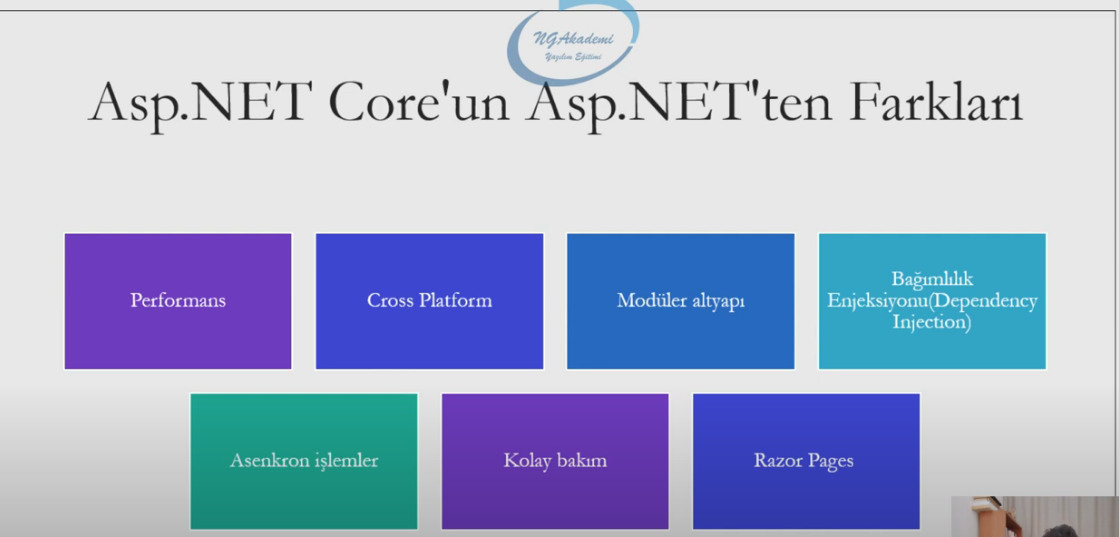 NGAkademi
Yazılım Eğitimi
Asp.NET Core'un Asp.NET'ten Farkları
Performans
Cross Platform
Modüler altyapı
Bağımlılık
Enjeksiyonu(Dependency
Injection)
Asenkron işlemler
Kolay bakım
Razor Pages